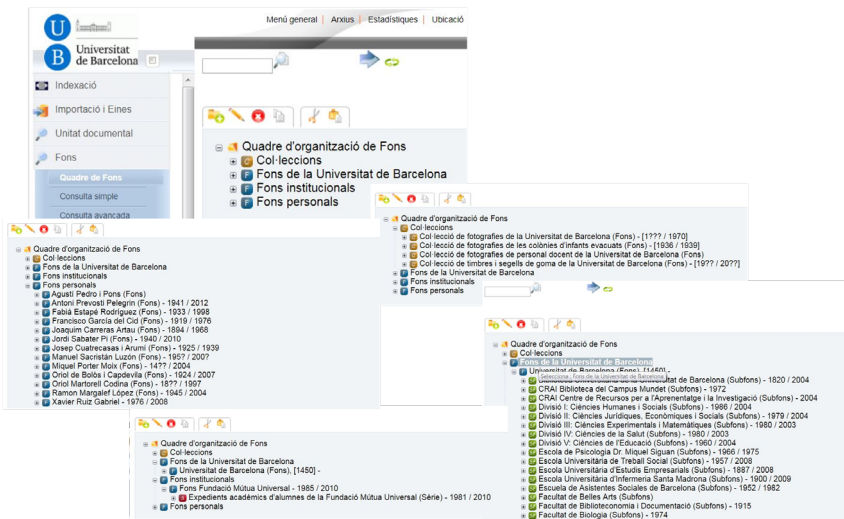 Menú general | Arxius | Estadístiques | Ubicació
U
B
Universitat
de Barcelona
Indexació
Importació i Eines
Unitat documental
Fons
Quadre de Fons
Consulta simple
Consulta avançada
Quadre d'organització de Fons
Col·leccions
Fons de la Universitat de Barcelona
Fons institucionals
Fons personals
Quadre d'organització de Fons
Col·leccions
Col·lecció de fotografies de la Universitat de Barcelona (Fons) - [1??? / 1970]
Col·lecció de fotografies de les colònies d'infants evacuats (Fons) - [1936 / 1939]
Col·lecció de fotografies de personal docent de la Universitat de Barcelona (Fons)
Col·lecció de timbres i segells de goma de la Universitat de Barcelona (Fons) - [19?? / 20??]
Fons de la Universitat de Barcelona
Fons institucionals
Fons personals
Quadre d'organització de Fons
Col·leccions
Fons de la Universitat de Barcelona
Fons institucionals
Fons personals
Agustí Pedro i Pons (Fons)
Antoni Prevosti Pelegrin (Fons) - 1941 / 2012
Fabià Estapé Rodríguez (Fons) - 1933 / 1998
Francisco García del Cid (Fons) - 1919 / 1976
Joaquim Carreras Artau (Fons) - 1894 / 1968
Jordi Sabater Pi (Fons) - 1940 / 2010
Josep Cuatrecasas i Arumí (Fons) - 1925 / 1939
Manuel Sacristán Luzón (Fons) - 195? / 200?
Miquel Porter Moix (Fons) - 14?? / 2004
Oriol de Bolòs i Capdevila (Fons) - 1924 / 2007
Oriol Martorell Codina (Fons) - 18?? / 1997
Ramon Margalef López (Fons) - 1945 / 2004
Xavier Ruiz Gabriel - 1976 / 2008
Quadre d'organització de Fons
Col·leccions
Fons de la Universitat de Barcelona
Universitat de Barcelona (Fons), [1450] -
Selecciona : Fons de la Universitat de Barcelona
Universitat de Barcelona (Subfons) - 1820 / 2004
CRAI Biblioteca del Campus Mundet (Subfons) - 1972
CRAI Centre de Recursos per a l'Aprenentatge i la Investigació (Subfons) - 2004
Divisió I: Ciències Humanes i Socials (Subfons) - 1986 / 2004
Divisió II: Ciències Jurídiques, Econòmiques i Socials (Subfons) - 1979 / 2004
Divisió III: Ciències Experimentals i Matemàtiques (Subfons) - 1980 / 2003
Divisió IV: Ciències de la Salut (Subfons) - 1980 / 2003
Divisió V: Ciències de l'Educació (Subfons) - 1960 / 2004
Escola de Psicologia Dr. Miquel Siguan (Subfons) - 1966 / 1975
Escola Universitària de Treball Social (Subfons) - 1957 / 2008
Escola Universitària d'Estudis Empresarials (Subfons) - 1887 / 2008
Escola Universitària d'Infermeria Santa Madrona (Subfons) - 1900 / 2009
Escuela de Asistentes Sociales de Barcelona (Subfons) - 1952 / 1982
Facultat de Belles Arts (Subfons)
Facultat de Biblioteconomia i Documentació (Subfons) - 1915
Facultat de Biologia (Subfons) - 1974
Quadre d'organització de Fons
Col·leccions
Fons de la Universitat de Barcelona
Universitat de Barcelona (Fons), [1450] -
Fons institucionals
Fons Fundació Mútua Universal - 1985 / 2010
Expedients acadèmics d'alumnes de la Fundació Mútua Universal (Sèrie) - 1981 / 2010
Fons personals